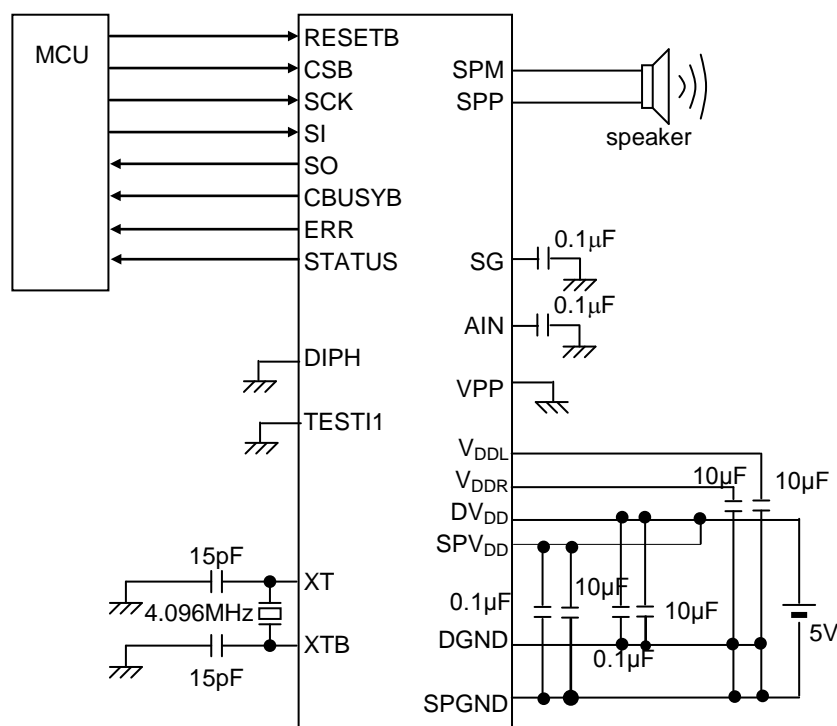 MCU
RESETB
CSB
SCK
SI
SO
CBUSYB
ERR
STATUS
DIPH
TESTI1
15pF
XT
4.096MHz
XTB
15pF
SPM
SPP
speaker
SG
0.1µF
AIN
0.1µF
VPP
VDDL
VDDR
DVDD
SPVDD
DGND
SPGND
10µF
10µF
0.1µF
10µF
10µF
0.1µF
5V